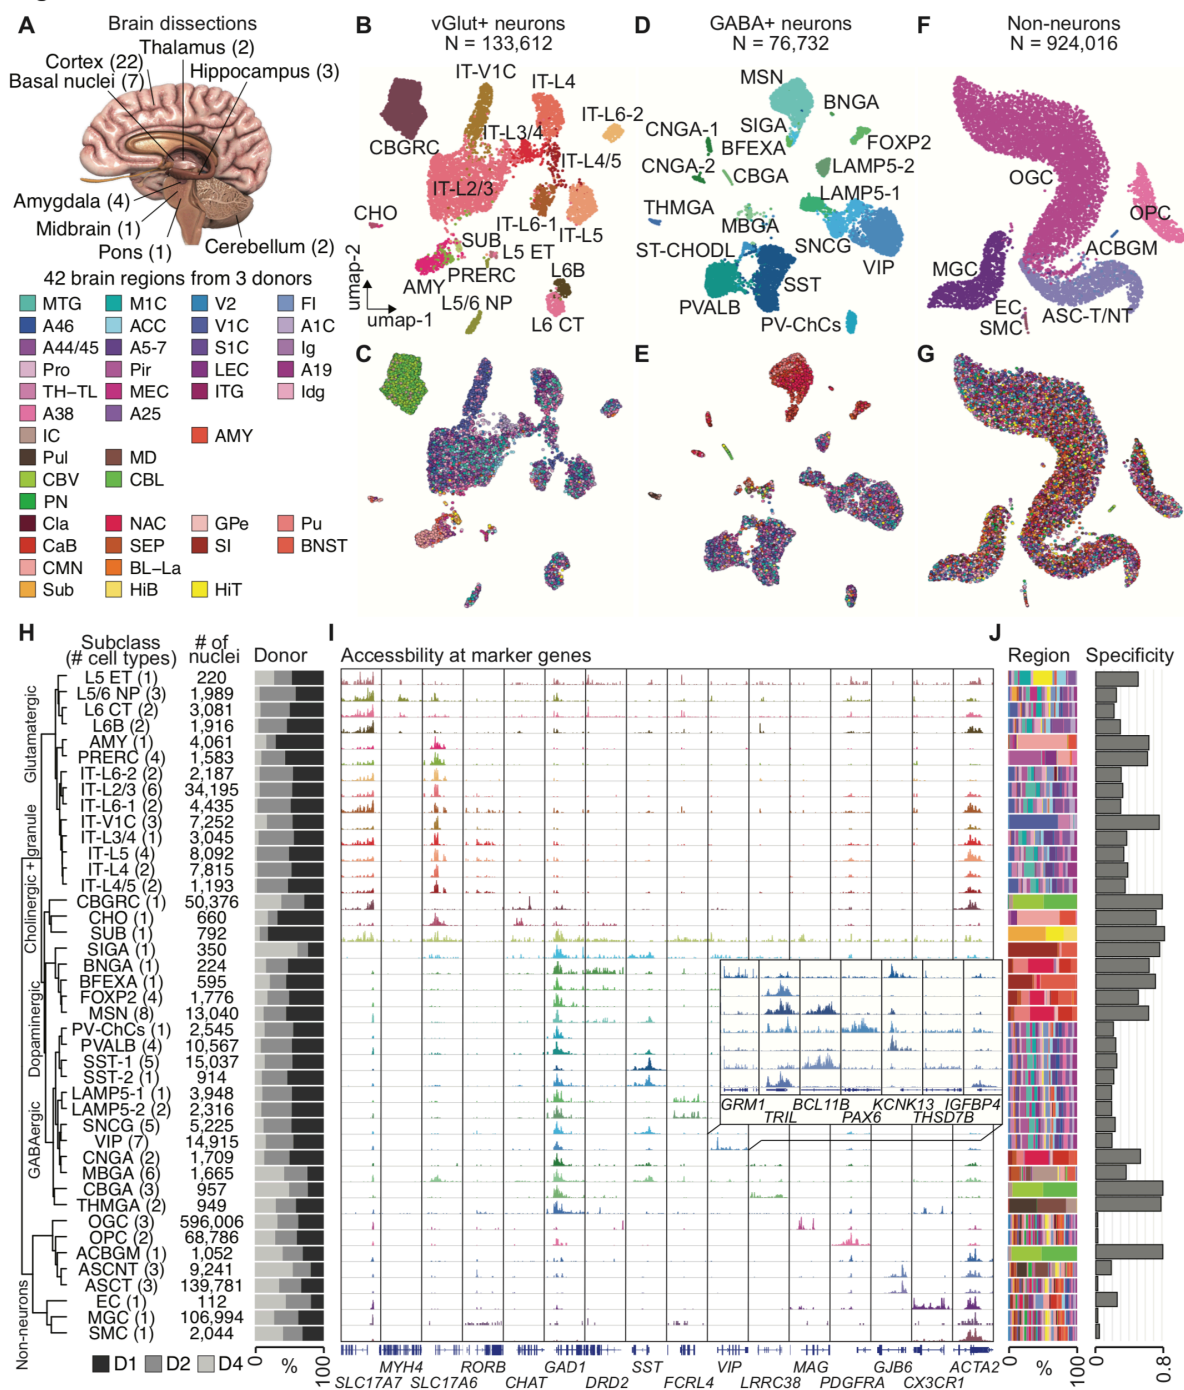 A
Brain dissections
Thalamus (2)
Cortex (22)
Hippocampus (3)
Basal nuclei (7)
Amygdala (4)
Midbrain (1)
Pons (1)
Cerebellum (2)
42 brain regions from 3 donors
MTG M1C V2 FI
A46 ACC V1C A1C
A44/45 A5-7 S1C Ig
Pro Pir LEC A19
TH-TL MEC ITG Idg
A38 A25
IC AMY
Pul MD
CBV CBL
PN
Cla NAC GPe Pu
CaB SEP SI BNST
CMN BL-La
Sub HiB HiT
B
vGlut+ neurons
N = 133,612
IT-V1C
IT-L4
IT-L6-2
IT-L3/4
CBGRC
IT-L4/5
IT-L2/3
CHO
IT-L6-1
IT-L5
SUB
L5 ET
AMY
PRERC
L6B
L5/6 NP
L6 CT
umap-2
umap-1
C
D
GABA+ neurons
N = 76,732
MSN
BNGA
SIGA
CNGA-1
BFEXA
FOXP2
CNGA-2
CBGA
LAMP5-2
LAMP5-1
THMGA
MBGA
ST-CHODL
SNCG
VIP
SST
PVALB
PV-ChCs
E
F
Non-neurons
N = 924,016
OGC
OPC
ACBGM
MGC
EC
SMC
ASC-T/NT
G
H
Subclass
(# cell types)
# of
nuclei
Donor
L5 ET (1) 220
L5/6 NP (3) 1,989
L6 CT (2) 3,081
L6B (2) 1,916
AMY (1) 4,061
PRERC (4) 1,583
IT-L6-2 (2) 2,187
IT-L2/3 (6) 34,195
IT-L6-1 (2) 4,435
IT-V1C (3) 7,252
IT-L3/4 (1) 3,045
IT-L5 (4) 8,092
IT-L4 (2) 7,815
IT-L4/5 (2) 1,193
CBGRC (1) 50,376
CHO (1) 660
SUB (1) 792
SIGA (1) 350
BNGA (1) 224
BFEXA (1) 595
FOXP2 (4) 1,776
MSN (8) 13,040
PV-ChCs (1) 2,545
PVALB (4) 10,567
SST-1 (5) 15,037
SST-2 (1) 914
LAMP5-1 (1) 3,948
LAMP5-2 (2) 2,316
SNCG (5) 5,225
VIP (7) 14,915
CNGA (2) 1,709
MBGA (6) 1,665
CBGA (3) 957
THMGA (2) 949
OGC (3) 596,006
OPC (2) 68,786
ACBGM (1) 1,052
ASCNT (3) 9,241
ASCT (3) 139,781
EC (1) 112
MGC (1) 106,994
SMC (1) 2,044
Glutamatergic
Cholinergic + granule
Dopaminergic
GABAergic
Non-neurons
D1 D2 D4
0 % 100
I
Accessbility at marker genes
GRM1 BCL11B KCNK13 IGFBP4
TRIL PAX6 THSD7B
MYH4 RORB GAD1 SST VIP MAG GJB6 ACTA2
SLC17A7 SLC17A6 CHAT DRD2 FCRL4 LRRC38 PDGFRA CX3CR1
J
Region
Specificity
0 % 100
0 0.8